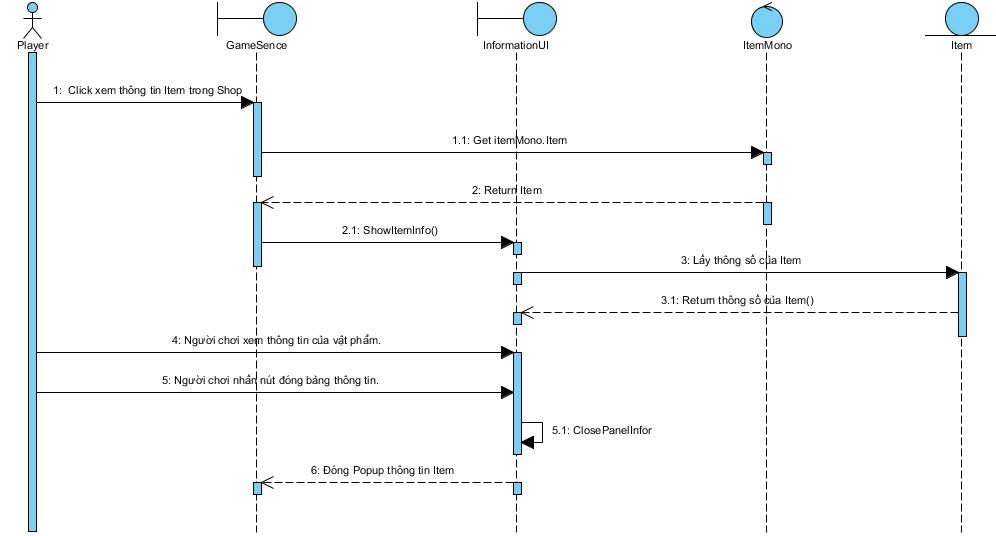 Player
GameSence
InformationUI
ItemMono
Item
1: Click xem thông tin Item trong Shop
1.1: Get itemMono.Item
2: Return Item
2.1: ShowItemInfo()
3: Lấy thông số của Item
3.1: Return thông số của Item()
4: Người chơi xem thông tin của vật phẩm.
5: Người chơi nhấn nút đóng bảng thông tin.
5.1: ClosePanelInfor
6: Đóng Popup thông tin Item